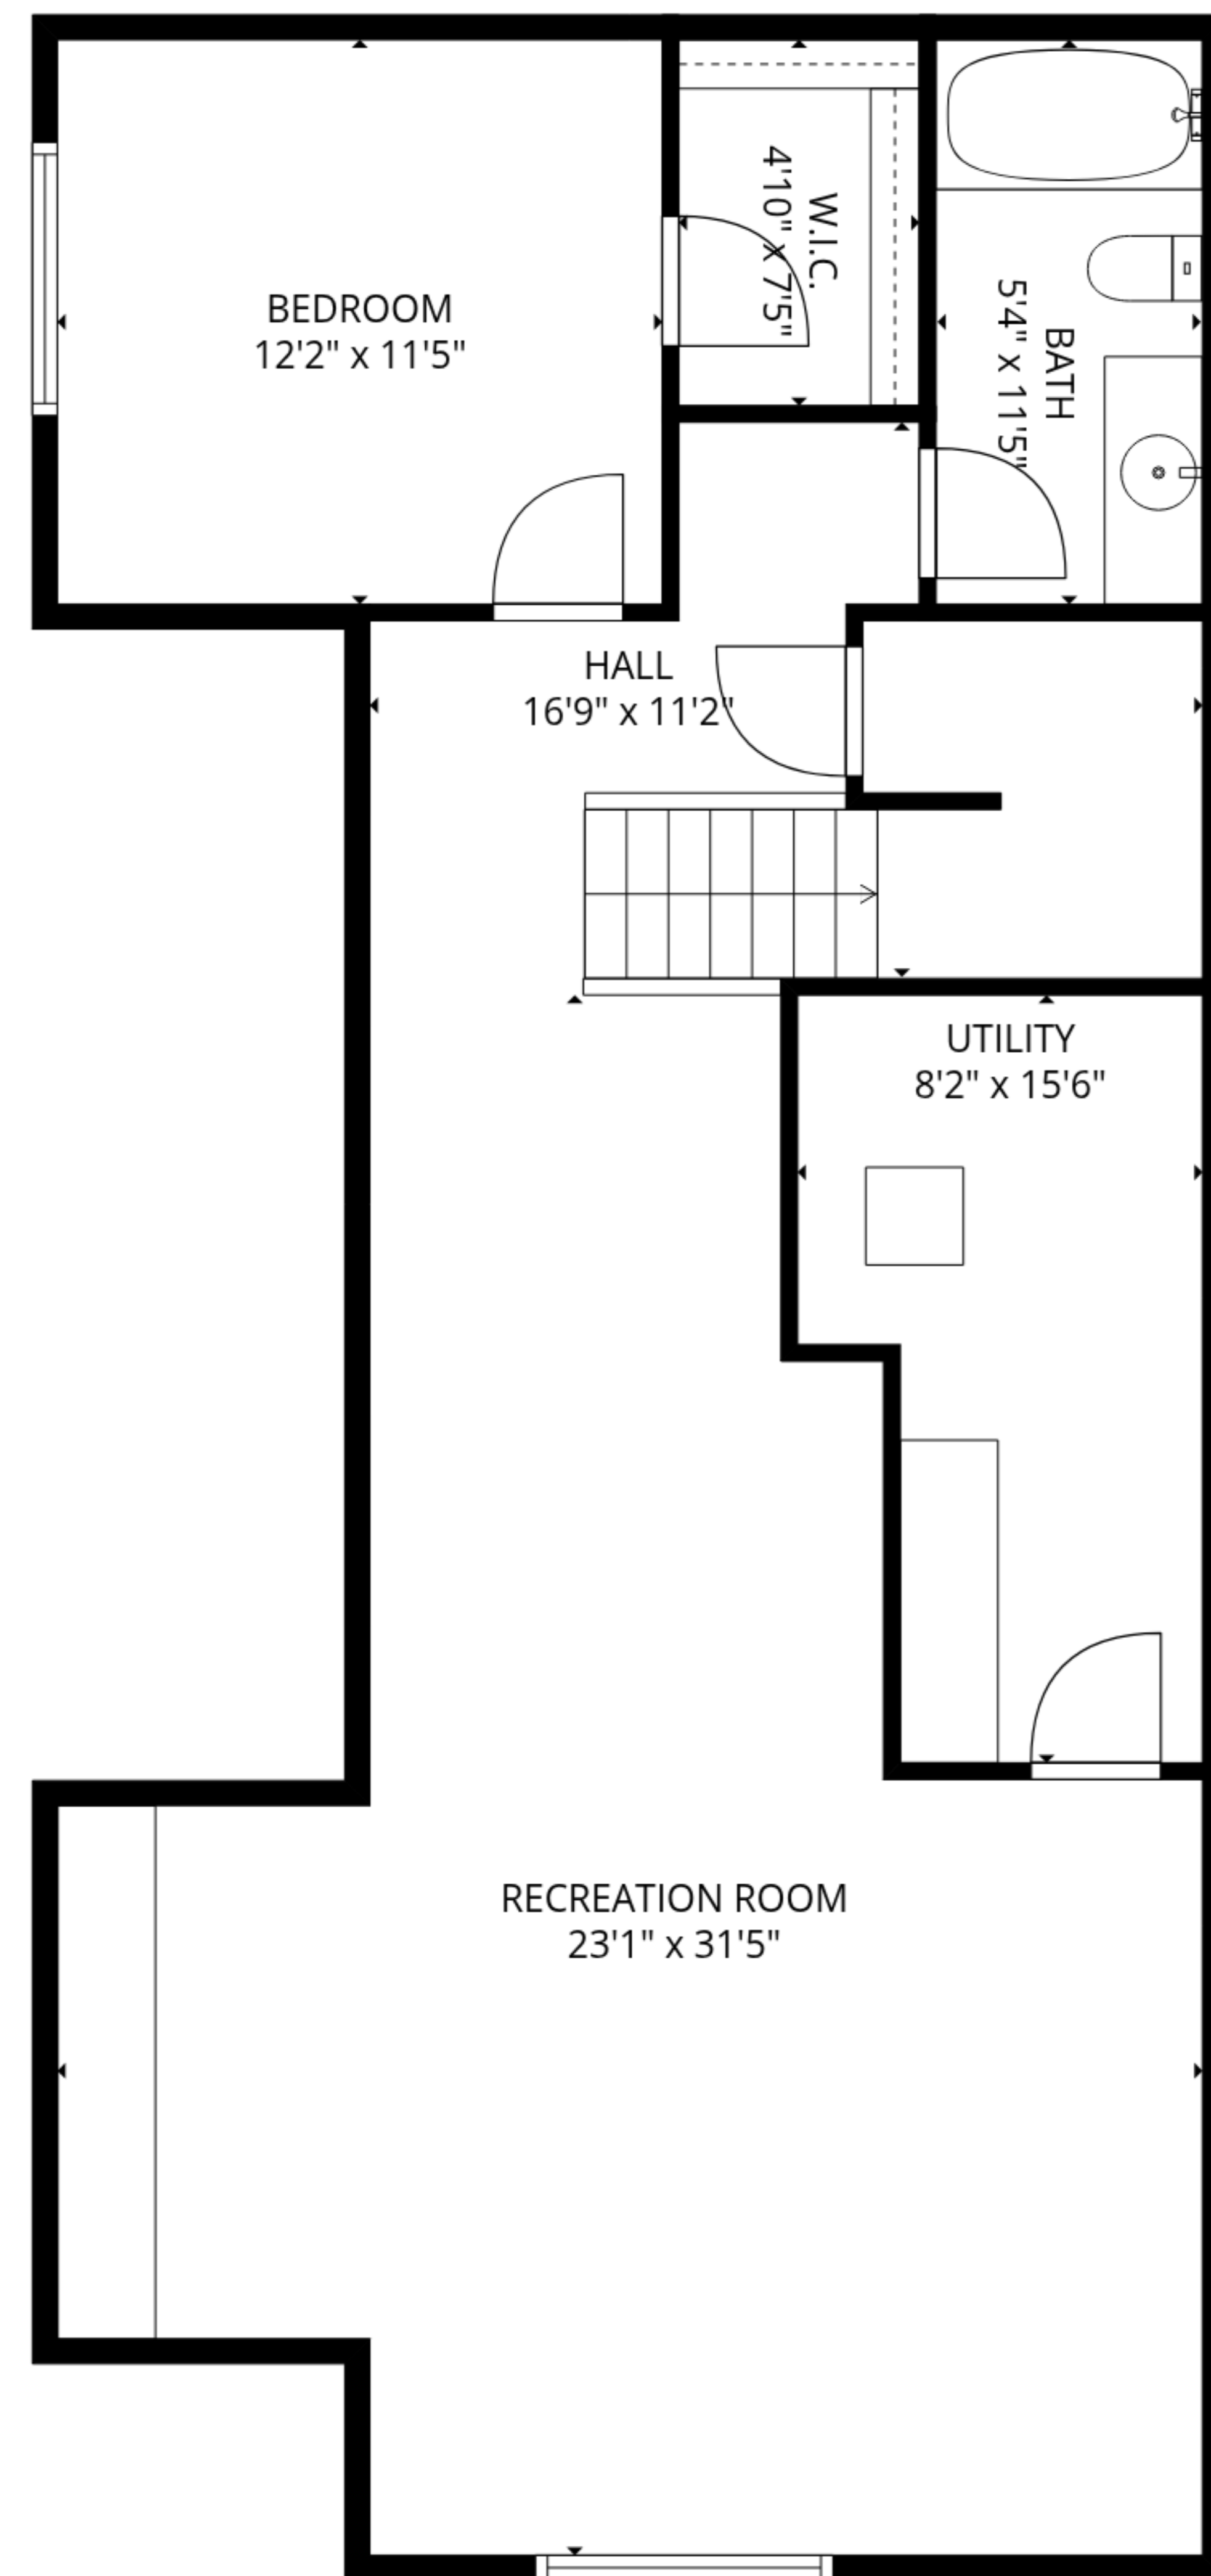 BEDROOM
12'2" x 11'5"
W.I.C.
4'10" x 7'5"
BATH
5'4" x 11'5"
HALL
16'9" x 11'2"
UTILITY
8'2" x 15'6"
RECREATION ROOM
23'1" x 31'5"